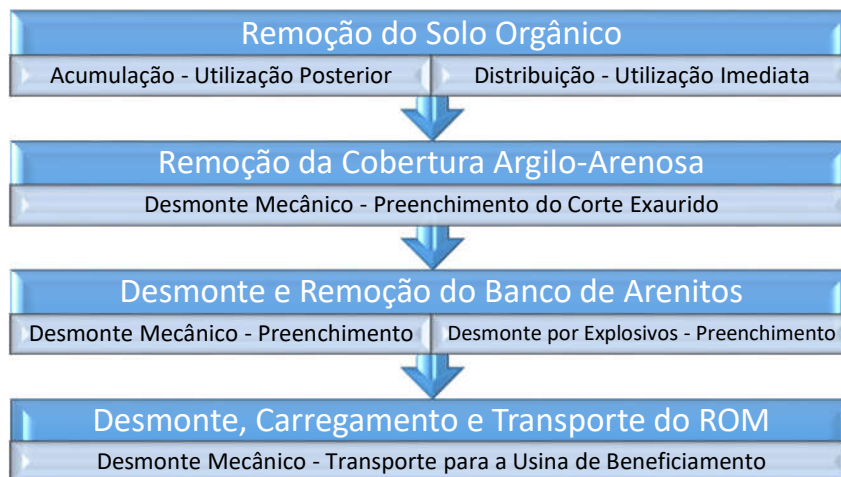 Remoção do Solo Orgânico
Acumulação - Utilização Posterior
Distribuição - Utilização Imediata
Remoção da Cobertura Argilo-Arenosa
Desmonte Mecânico - Preenchimento do Corte Exaurido
Desmonte e Remoção do Banco de Arenitos
Desmonte Mecânico - Preenchimento
Desmonte por Explosivos - Preenchimento
Desmonte, Carregamento e Transporte do ROM
Desmonte Mecânico - Transporte para a Usina de Beneficiamento